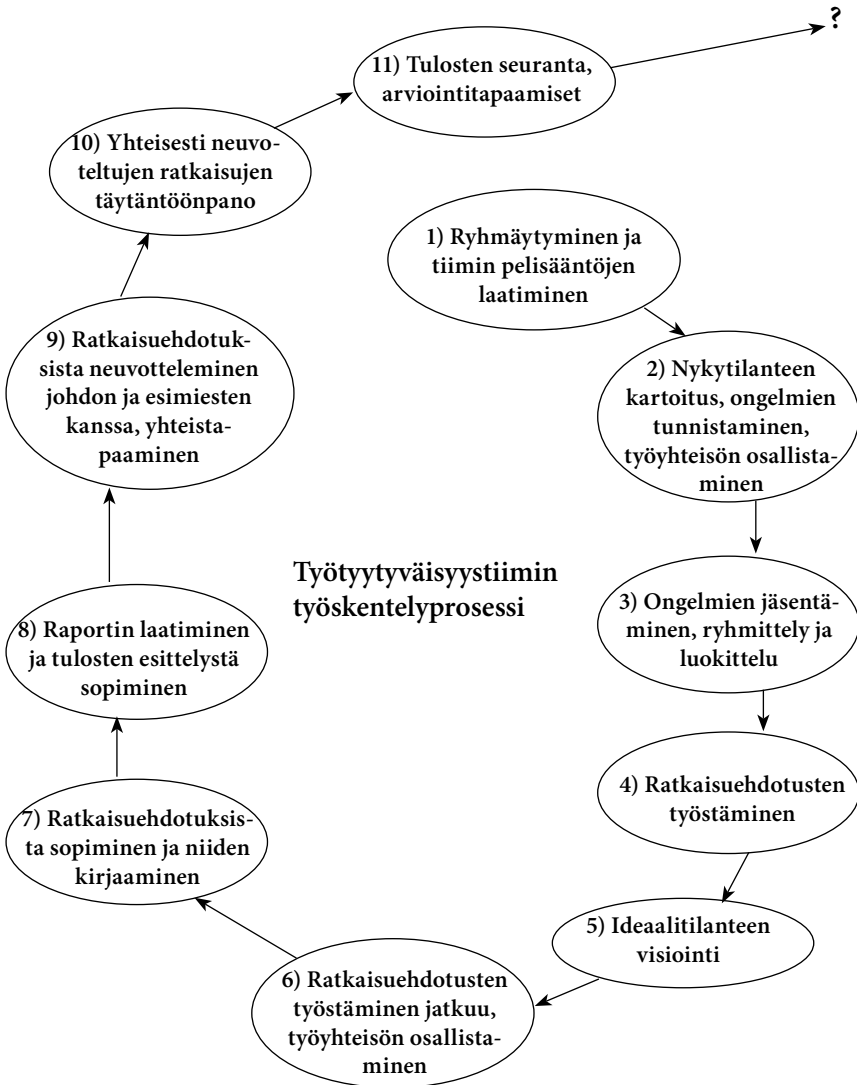 ?
11) Tulosten seuranta,
arviointitapaamiset
10) Yhteisesti neuvo-
teltujen ratkaisujen
täytäntöönpano
1) Ryhmäytyminen ja
tiimin pelisääntöjen
laatiminen
9) Ratkaisuehdotuk-
sista neuvotteleminen
johdon ja esimiesten
kanssa, yhteista-
paaminen
2) Nykytilanteen
kartoitus, ongelmien
tunnistaminen,
työyhteisön osallista-
minen
Työtyytyväisyystiimin
työskentelyprosessi
8) Raportin laatiminen
ja tulosten esittelystä
sopiminen
3) Ongelmien jäsentä-
minen, ryhmittely ja
luokittelu
7) Ratkaisuehdotuksis-
ta sopiminen ja niiden
kirjaaminen
4) Ratkaisuehdotusten
työstäminen
5) Ideaalitilanteen
visiointi
6) Ratkaisuehdotusten
työstäminen jatkuu,
työyhteisön osallista-
minen